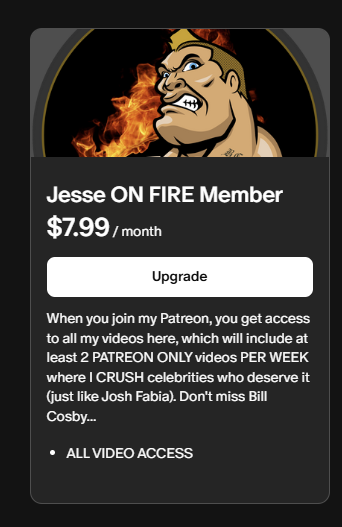 Jesse ON FIRE Member
$7.99 / month
Upgrade
When you join my Patreon, you get access
to all my videos here, which will include at
least 2 PATREON ONLY videos PER WEEK
where I CRUSH celebrities who deserve it
(just like Josh Fabia). Don't miss Bill
Cosby...
• ALL VIDEO ACCESS